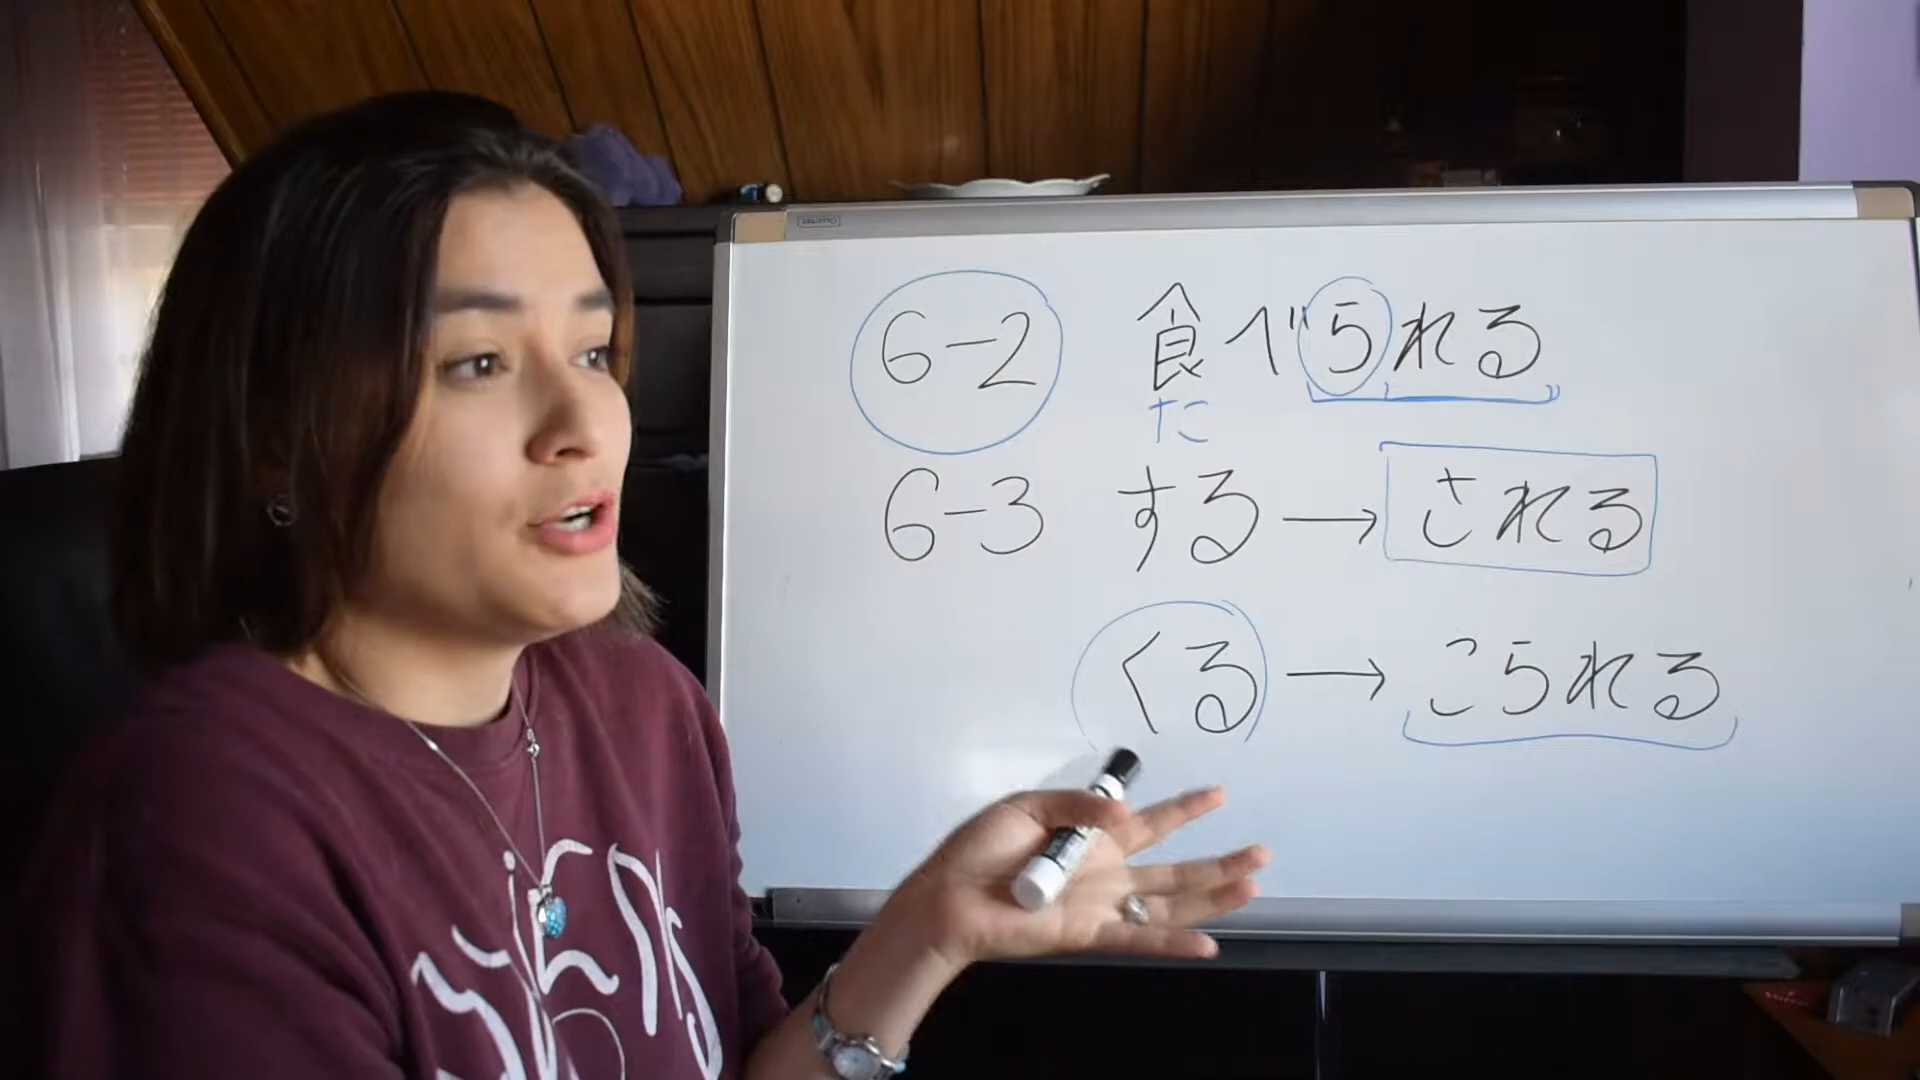 6-2 食べられる
た
6-3 する → される
くる → こられる